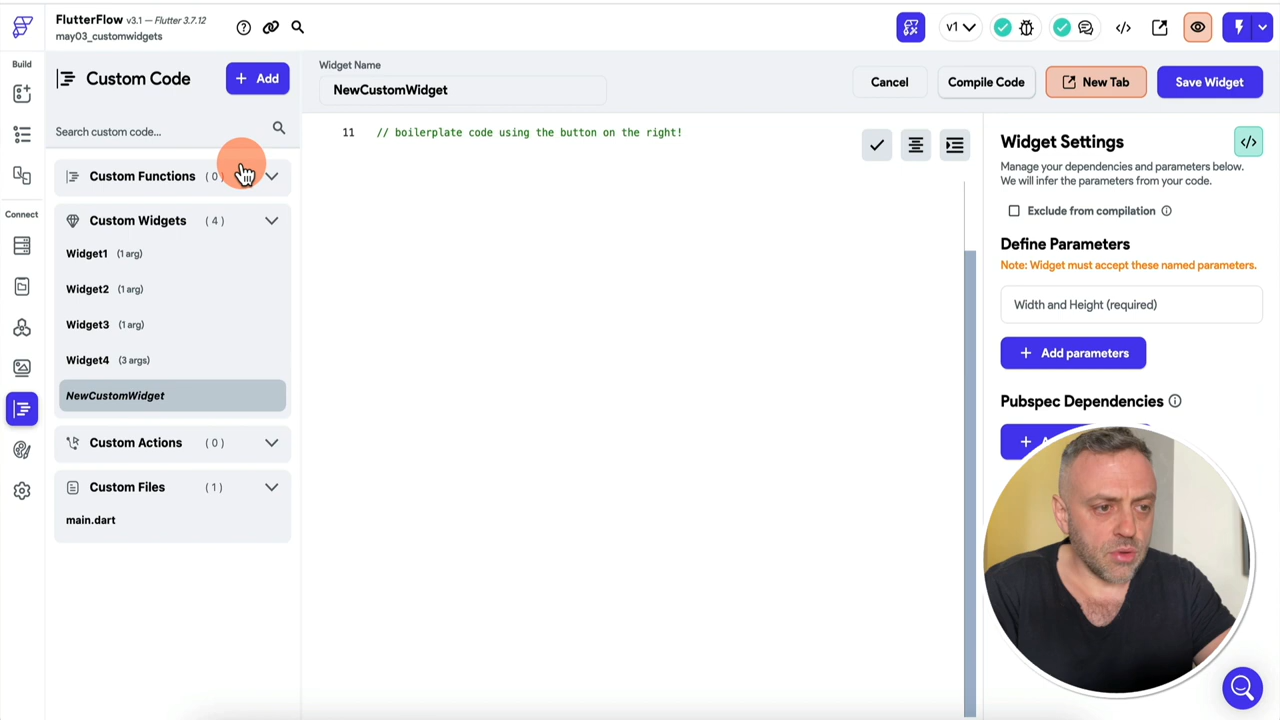 FlutterFlow v3.1 — Flutter 3.7.12
may03_customwidgets
v1
Build
Connect
Custom Code
+ Add
Search custom code...
Custom Functions ( 0 )
Custom Widgets ( 4 )
Widget1 (1 arg)
Widget2 (1 arg)
Widget3 (1 arg)
Widget4 (3 args)
NewCustomWidget
Custom Actions ( 0 )
Custom Files ( 1 )
main.dart
Widget Name
NewCustomWidget
Cancel
Compile Code
New Tab
Save Widget
11 // boilerplate code using the button on the right!
Widget Settings
Manage your dependencies and parameters below.
We will infer the parameters from your code.
Exclude from compilation
Define Parameters
Note: Widget must accept these named parameters.
Width and Height (required)
+ Add parameters
Pubspec Dependencies
+